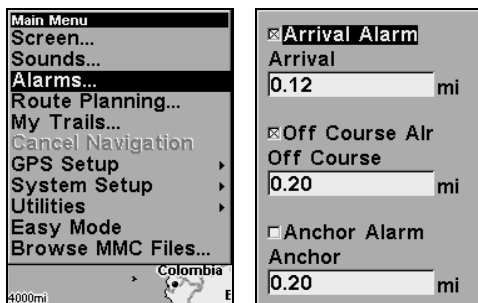 Main Menu
Screen...
Sounds...
Alarms...
Route Planning...
My Trails...
Cancel Navigation
GPS Setup
System Setup
Utilities
Easy Mode
Browse MMC Files...
Colombia
4000mi
E
Arrival Alarm
Arrival
0.12 mi
Off Course Alr
Off Course
0.20 mi
Anchor Alarm
Anchor
0.20 mi